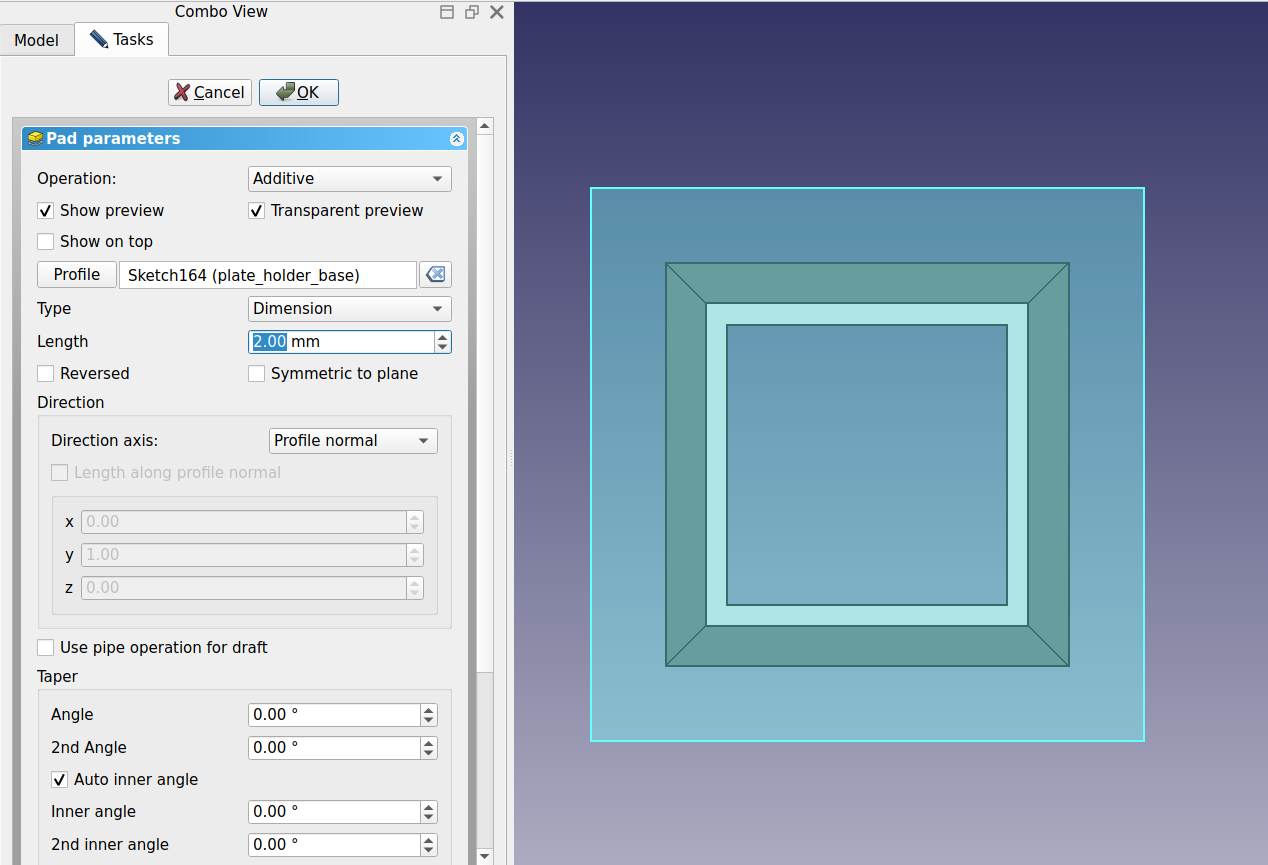 Combo View
Model
Tasks
Cancel
OK
Pad parameters
Operation:
Additive
Show preview
Transparent preview
Show on top
Profile
Sketch164 (plate_holder_base)
Type
Dimension
Length
2.00 mm
Reversed
Symmetric to plane
Direction
Direction axis:
Profile normal
Length along profile normal
x
0.00
y
1.00
z
0.00
Use pipe operation for draft
Taper
Angle
0.00 °
2nd Angle
0.00 °
Auto inner angle
Inner angle
0.00 °
2nd inner angle
0.00 °